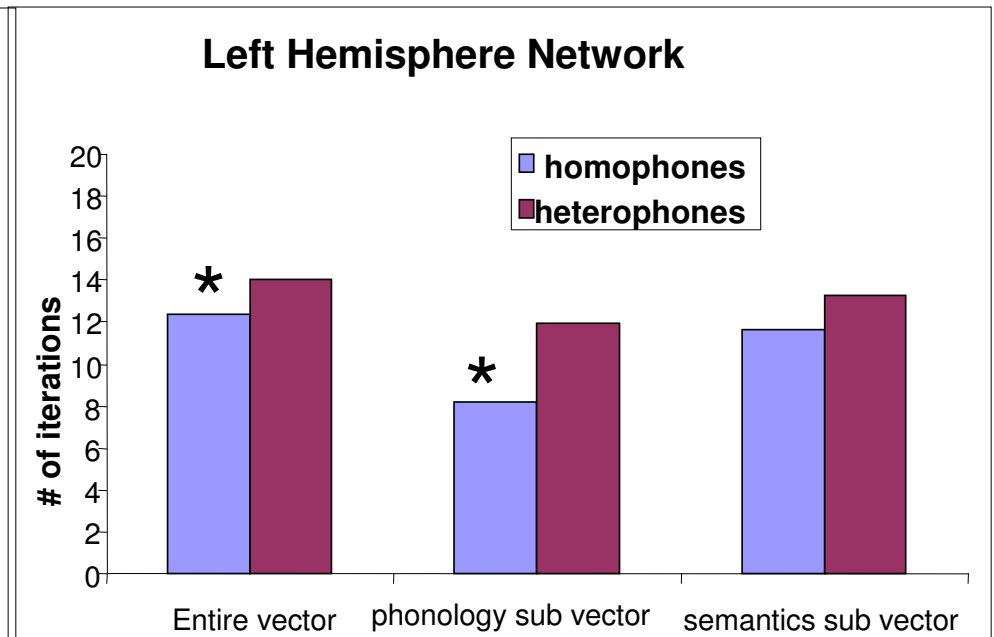 Left Hemisphere Network
homophones
heterophones
# of iterations
20
18
16
14
12
10
8
6
4
2
0
*
*
Entire vector
phonology sub vector
semantics sub vector